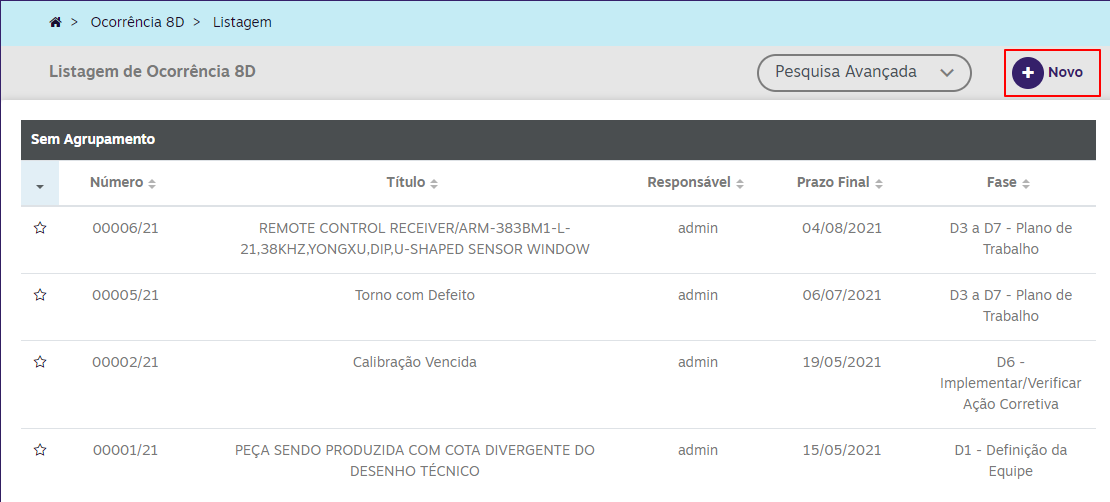 > Ocorrência 8D > Listagem
Listagem de Ocorrência 8D
Pesquisa Avançada
Novo
Sem Agrupamento
Número Título Responsável Prazo Final Fase
00006/21 REMOTE CONTROL RECEIVER/ARM-383BM1-L- admin 04/08/2021 D3 a D7 - Plano de
21,38KHZ,YONGXU,DIP,U-SHAPED SENSOR WINDOW Trabalho
00005/21 Torno com Defeito admin 06/07/2021 D3 a D7 - Plano de
Trabalho
00002/21 Calibração Vencida admin 19/05/2021 D6 -
Implementar/Verificar
Ação Corretiva
00001/21 PEÇA SENDO PRODUZIDA COM COTA DIVERGENTE DO admin 15/05/2021 D1 - Definição da
DESENHO TÉCNICO Equipe